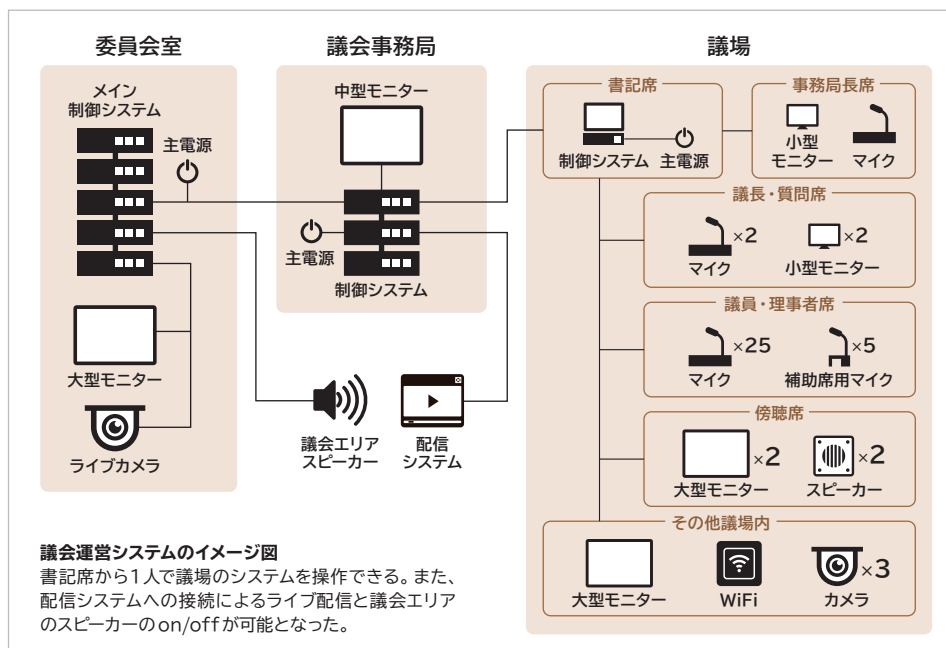 委員会室
メイン
制御システム
主電源
大型モニター
ライブカメラ
議会事務局
中型モニター
主電源
制御システム
議会エリア
スピーカー
配信
システム
議場
書記席
制御システム 主電源
事務局長席
小型
モニター
マイク
議長・質問席
×2
マイク
×2
小型モニター
議員・理事者席
×25
マイク
×5
補助席用マイク
傍聴席
×2
大型モニター
×2
スピーカー
その他議場内
大型モニター
WiFi
×3
カメラ
議会運営システムのイメージ図
書記席から1人で議場のシステムを操作できる。また、
配信システムへの接続によるライブ配信と議会エリア
のスピーカーのon/offが可能となった。